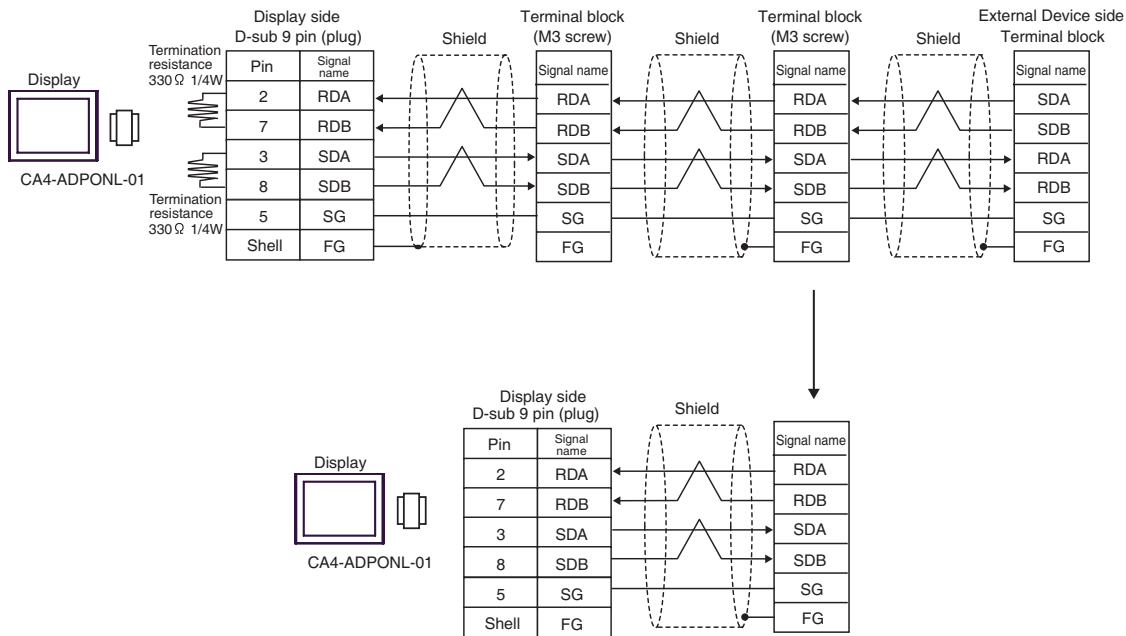 Display side
D-sub 9 pin (plug)
Shield
Terminal block
(M3 screw)
Shield
Terminal block
(M3 screw)
Shield
External Device side
Terminal block
Termination
resistance
330Ω 1/4W
Display
CA4-ADPONL-01
Termination
resistance
330Ω 1/4W
Pin Signal name
2 RDA
7 RDB
3 SDA
8 SDB
5 SG
Shell FG
Signal name
RDA
RDB
SDA
SDB
SG
FG
Signal name
RDA
RDB
SDA
SDB
SG
FG
Signal name
SDA
SDB
RDA
RDB
SG
FG
Display side
D-sub 9 pin (plug)
Shield
Display
CA4-ADPONL-01
Pin Signal name
2 RDA
7 RDB
3 SDA
8 SDB
5 SG
Shell FG
Signal name
RDA
RDB
SDA
SDB
SG
FG